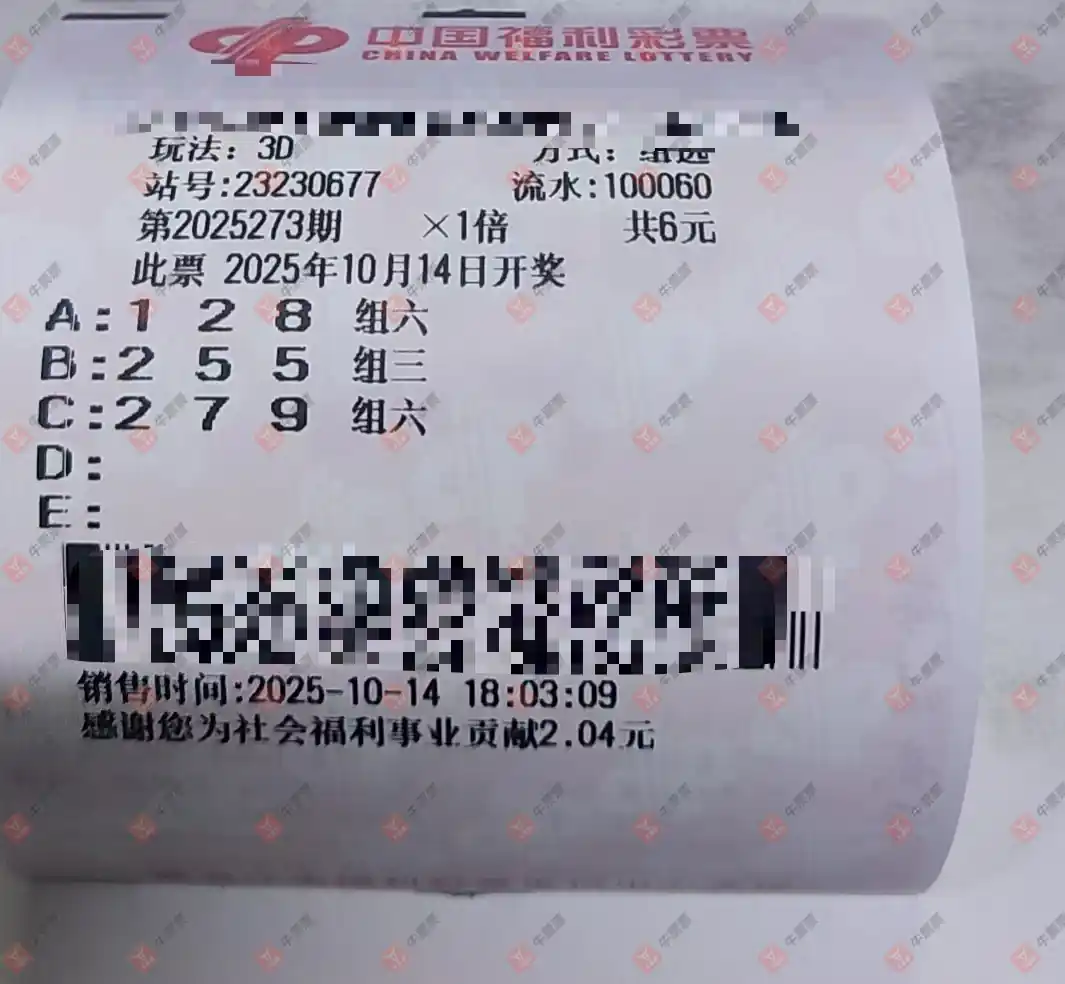 中国福利彩票
CHINA WELFARE LOTTERY
玩法：3D 方式：组选
站号:23230677 流水:100060
第2025273期 ×1倍 共6元
此票 2025年10月14日开奖
A:1 2 8 组六
B:2 5 5 组三
C:2 7 9 组六
D:
E:
销售时间:2025-10-14 18:03:09
感谢您为社会福利事业贡献2.04元